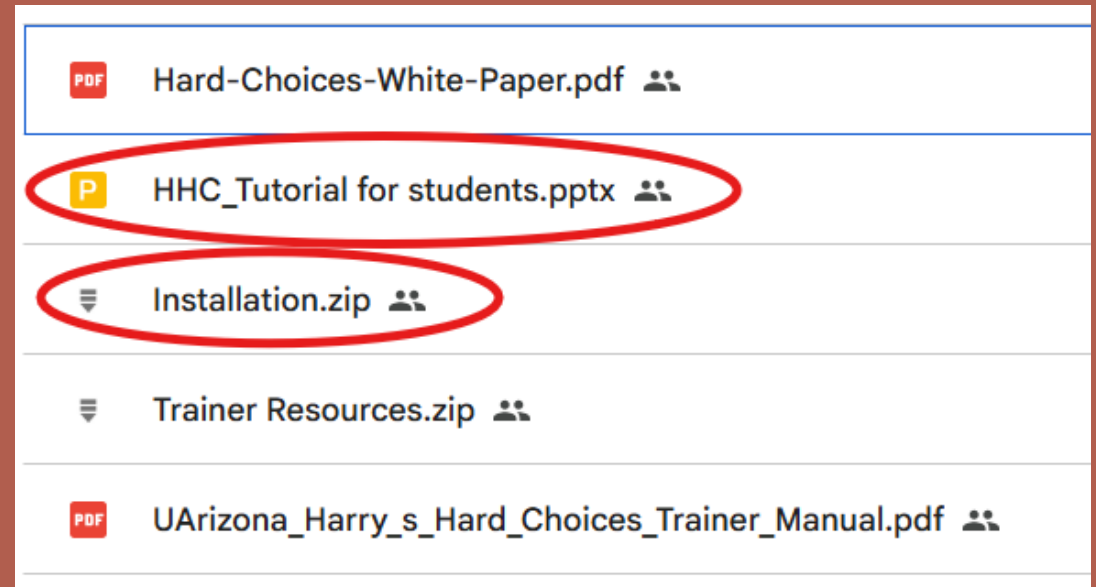 PDF Hard-Choices-White-Paper.pdf
P HHC_Tutorial for students.pptx
Installation.zip
Trainer Resources.zip
PDF UArizona_Harry_s_Hard_Choices_Trainer_Manual.pdf